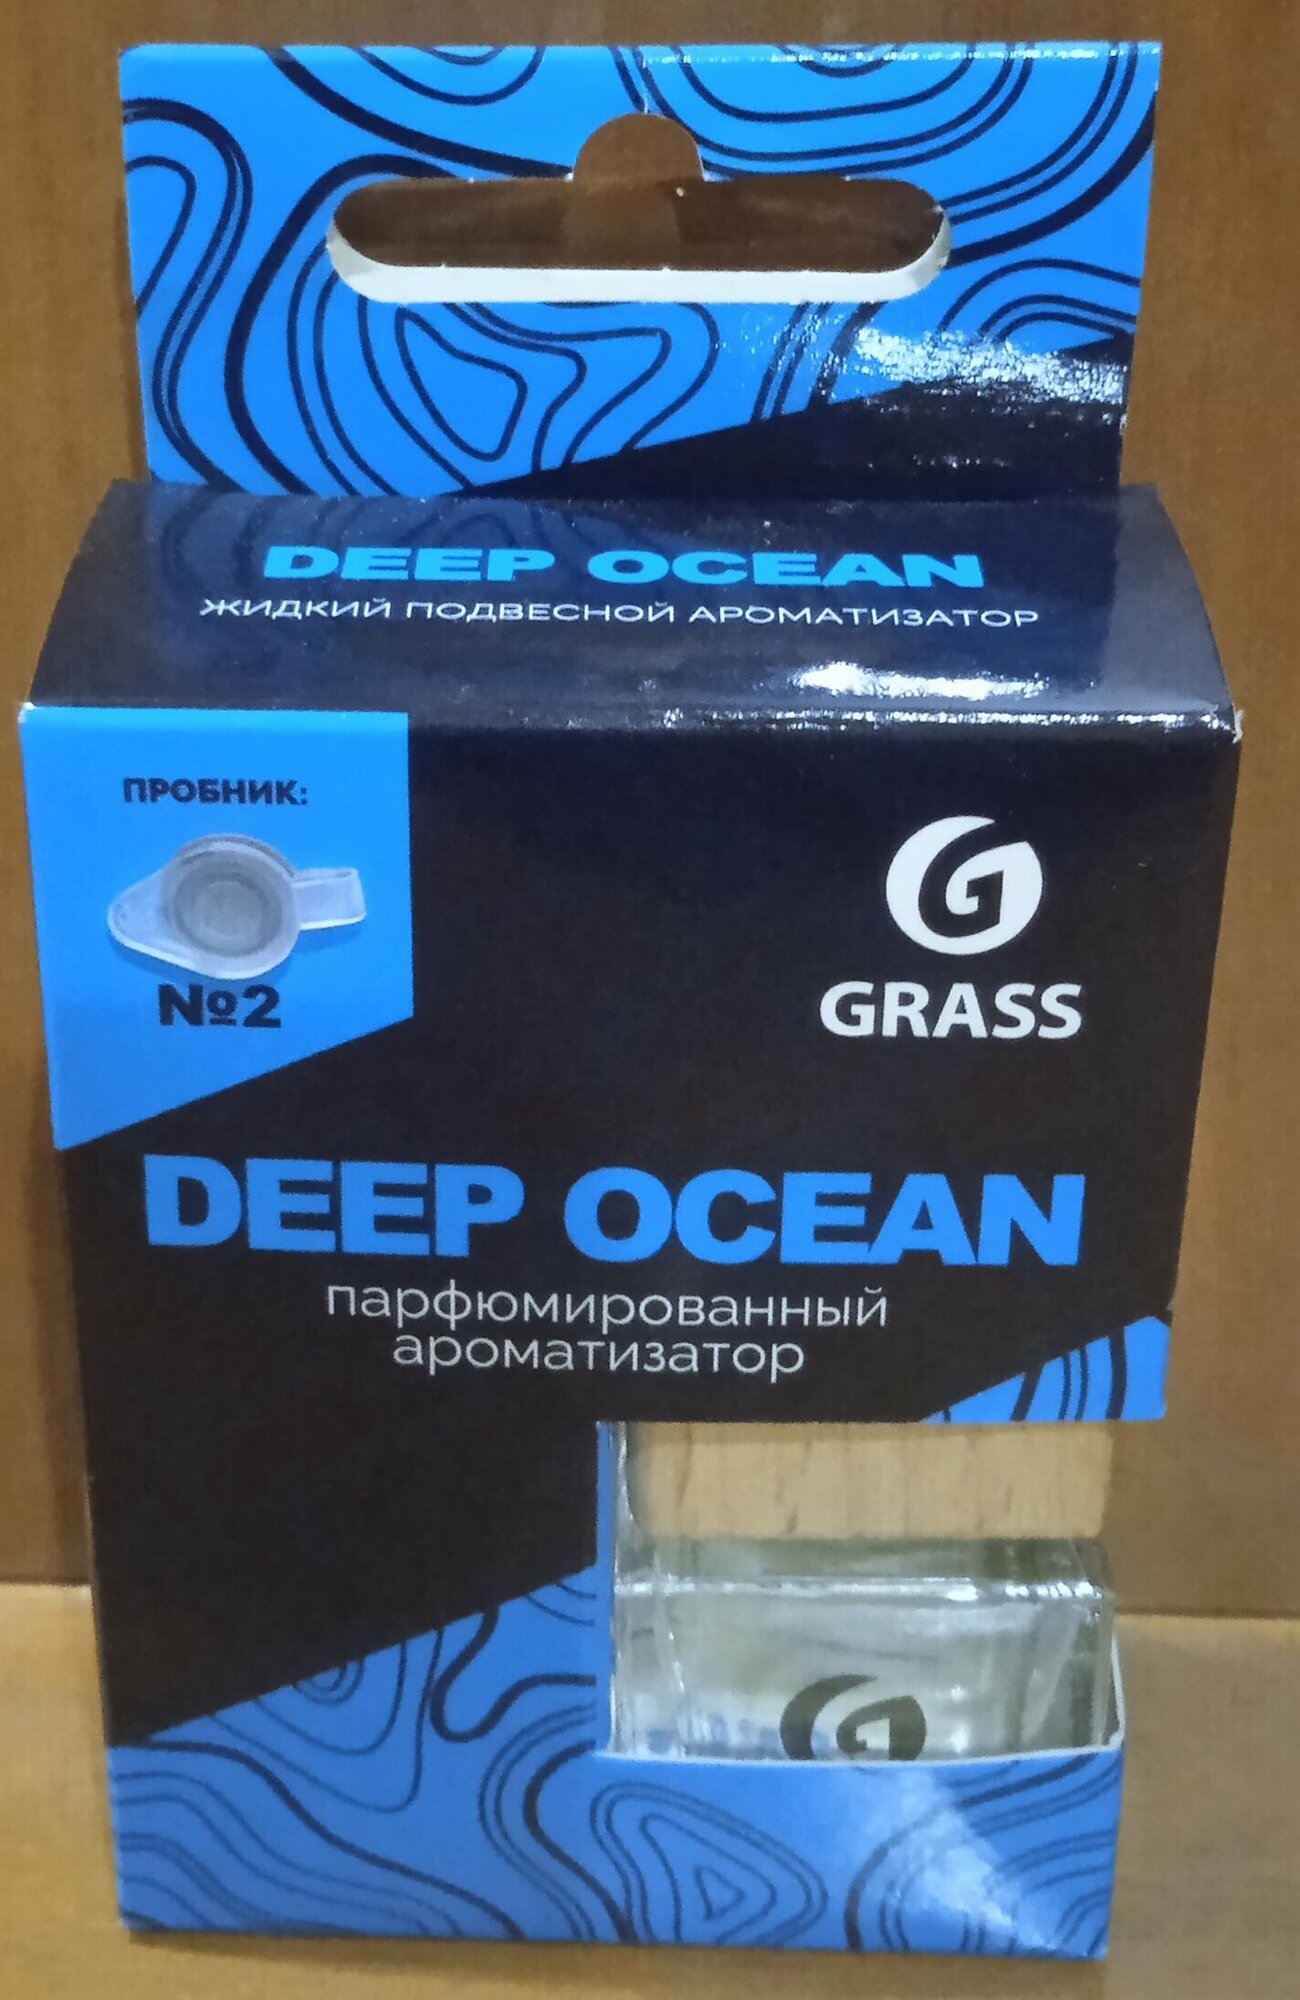 DEEP OCEAN
ЖИДКИЙ ПОДВЕСНОЙ АРОМАТИЗАТОР
ПРОБНИК:
№2
GRASS
DEEP OCEAN
парфюмированный
ароматизатор